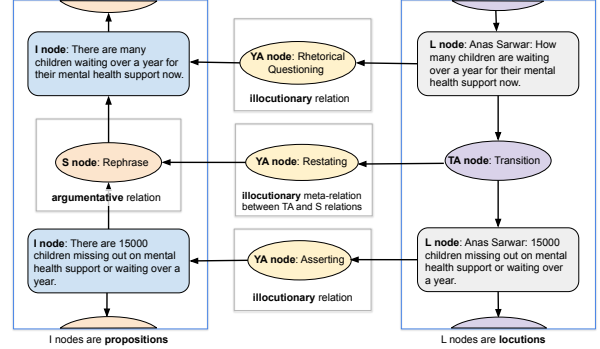 I node: There are many
children waiting over a year for
their mental health support now.
YA node: Rhetorical
Questioning
illocutionary relation
L node: Anas Sarwar: How
many children are waiting
over a year for their mental
health support now.
S node: Rephrase
argumentative relation
YA node: Restating
illocutionary meta-relation
between TA and S relations
TA node: Transition
I node: There are 15000
children missing out on mental
health support or waiting over a
year.
YA node: Asserting
illocutionary relation
L node: Anas Sarwar: 15000
children missing out on mental
health support or waiting over
a year.
I nodes are propositions
L nodes are locutions